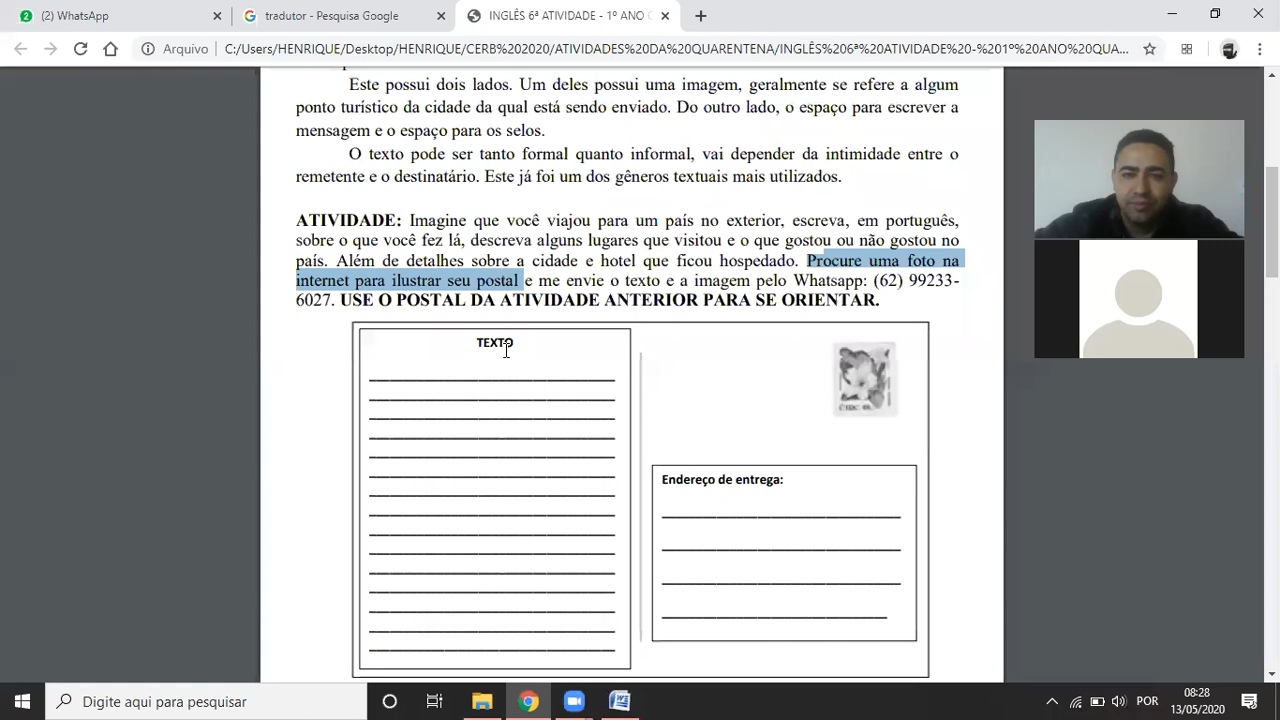 (2) WhatsApp
tradutor - Pesquisa Google
INGLÊS 6ª ATIVIDADE - 1º ANO
Arquivo
C:/Users/HENRIQUE/Desktop/HENRIQUE/CERB%202020/ATIVIDADES%20DA%20QUARENTENA/INGLÊS%206ª%20ATIVIDADE%20-%201º%20ANO%20QUA...
Este possui dois lados. Um deles possui uma imagem, geralmente se refere a algum
ponto turístico da cidade da qual está sendo enviado. Do outro lado, o espaço para escrever a
mensagem e o espaço para os selos.
O texto pode ser tanto formal quanto informal, vai depender da intimidade entre o
remetente e o destinatário. Este já foi um dos gêneros textuais mais utilizados.
ATIVIDADE: Imagine que você viajou para um país no exterior, escreva, em português,
sobre o que você fez lá, descreva alguns lugares que visitou e o que gostou ou não gostou no
país. Além de detalhes sobre a cidade e hotel que ficou hospedado. Procure uma foto na
internet para ilustrar seu postal e me envie o texto e a imagem pelo Whatsapp: (62) 99233-
6027. USE O POSTAL DA ATIVIDADE ANTERIOR PARA SE ORIENTAR.
TEXTO
Endereço de entrega:
Digite aqui para pesquisar
POR
08:28
13/05/2020